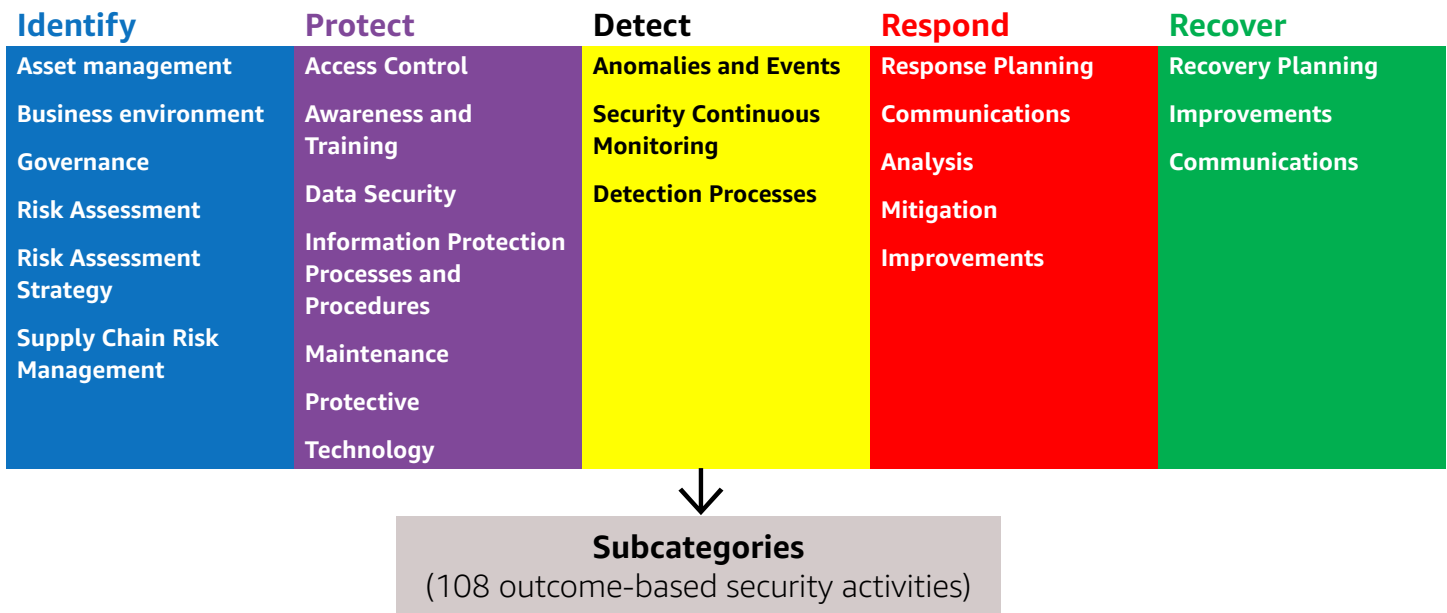 Identify
Asset management
Business environment
Governance
Risk Assessment
Risk Assessment
Strategy
Supply Chain Risk
Management
Protect
Access Control
Awareness and
Training
Data Security
Information Protection
Processes and
Procedures
Maintenance
Protective
Technology
Detect
Anomalies and Events
Security Continuous
Monitoring
Detection Processes
Respond
Response Planning
Communications
Analysis
Mitigation
Improvements
Recover
Recovery Planning
Improvements
Communications
Subcategories
(108 outcome-based security activities)